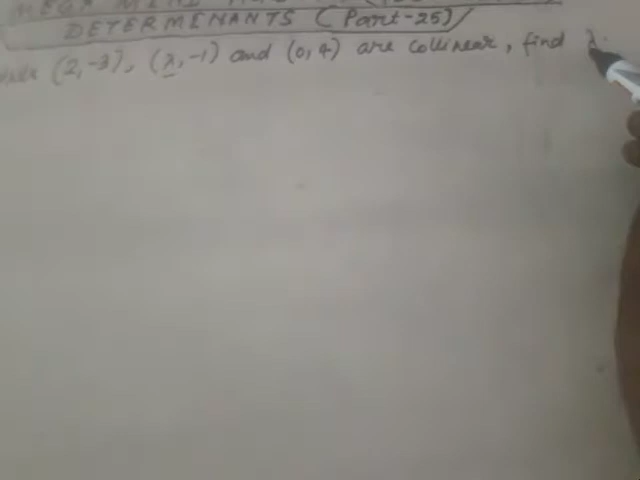 DETERMENANTS (Part-25)
(2,-3), (λ,-1) and (0,4) are collinear, find λ.